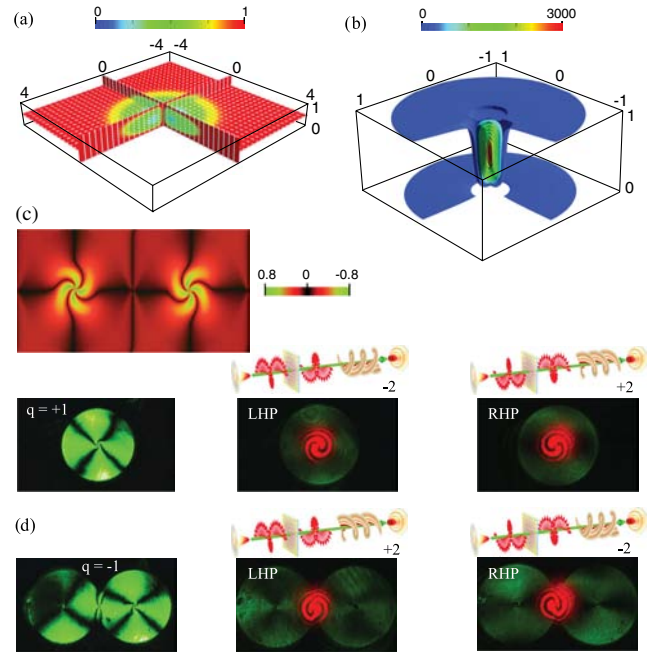 (a)
0 1
-4 -4
0 0
4 4
1
0
(b)
0 3000
-1 1
0 0
1 -1
1
0
(c)
0.8 0 -0.8
-2
+2
q = +1
LHP
RHP
(d)
+2
-2
q = -1
LHP
RHP